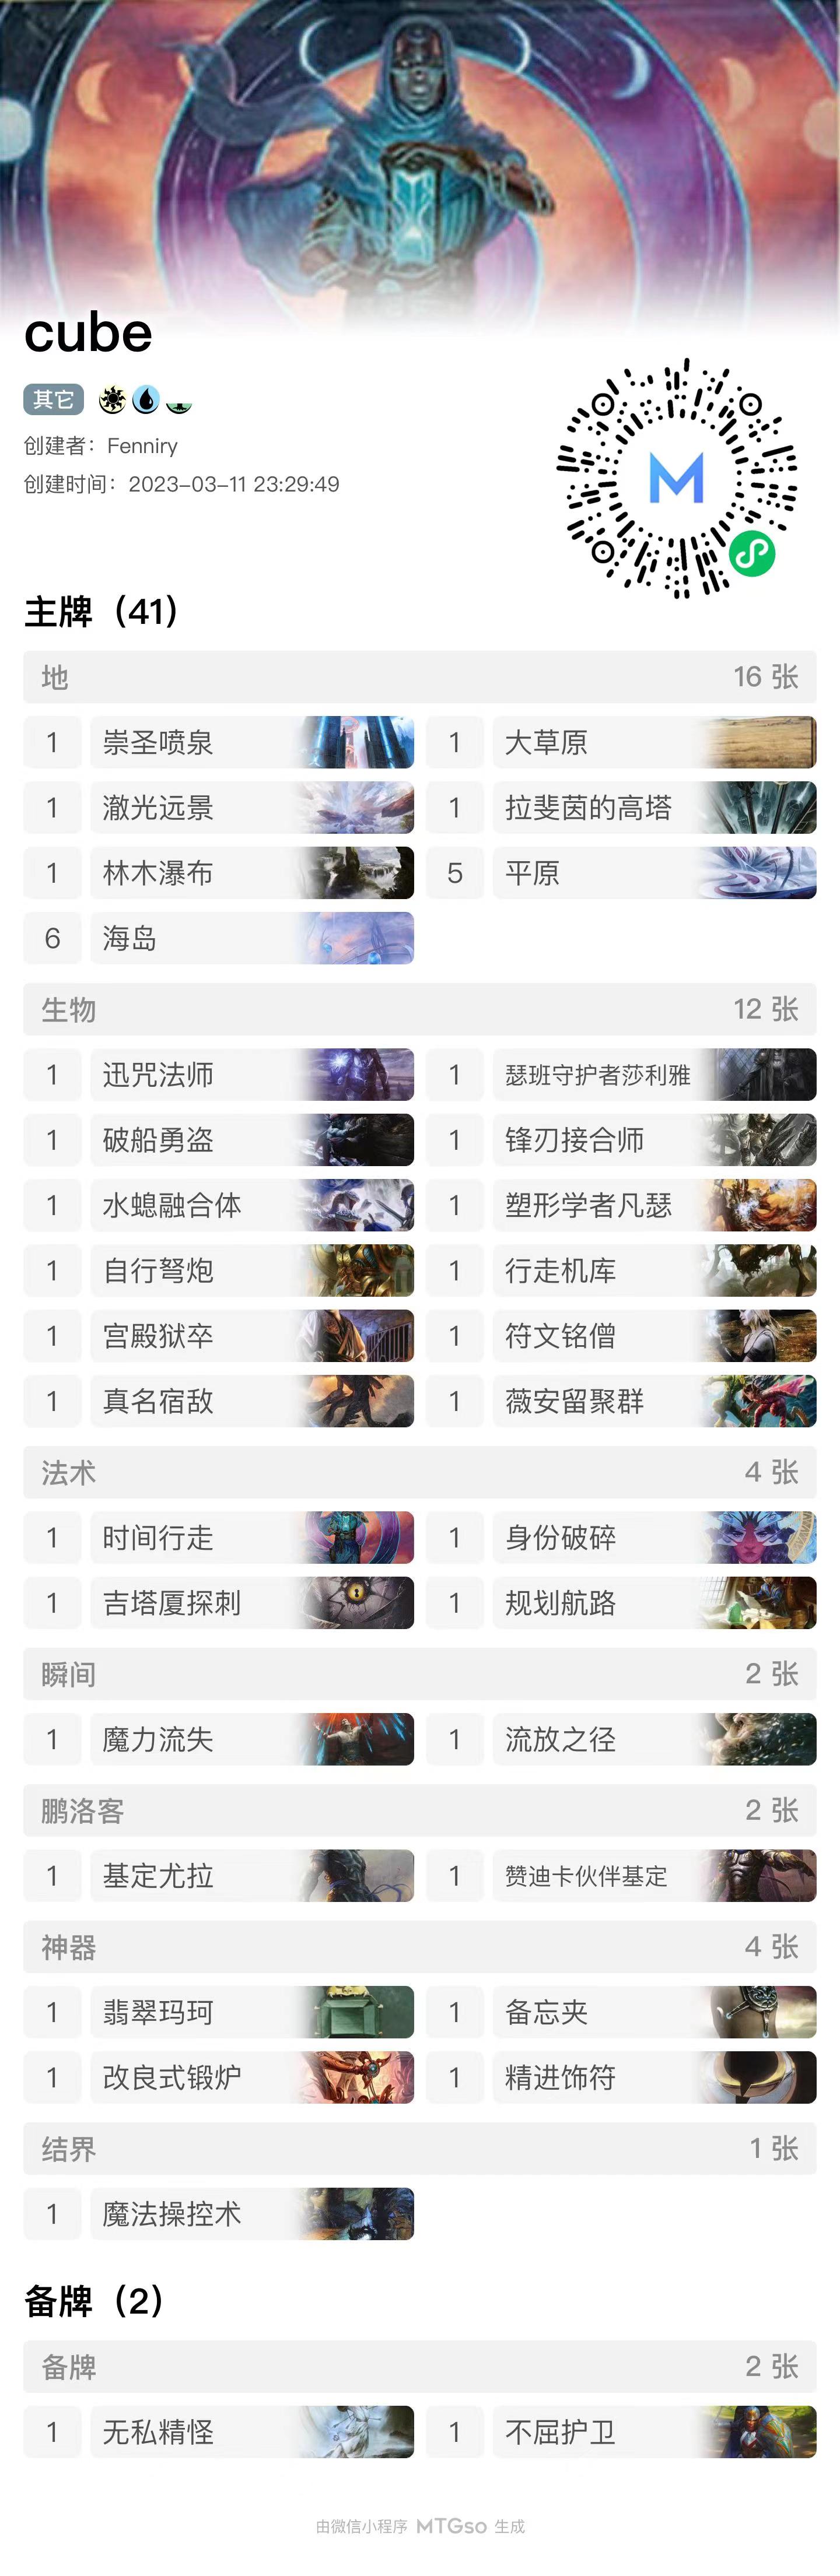 cube
其它
创建者：Fenniry
创建时间：2023-03-11 23:29:49
主牌（41）
地 16 张
1 崇圣喷泉 1 大草原
1 澈光远景 1 拉斐茵的高塔
1 林木瀑布 5 平原
6 海岛
生物 12 张
1 迅咒法师 1 瑟班守护者莎利雅
1 破船勇盗 1 锋刃接合师
1 水螅融合体 1 塑形学者凡瑟
1 自行弩炮 1 行走机库
1 宫殿狱卒 1 符文铭僧
1 真名宿敌 1 薇安留聚群
法术 4 张
1 时间行走 1 身份破碎
1 吉塔厦探刺 1 规划航路
瞬间 2 张
1 魔力流失 1 流放之径
鹏洛客 2 张
1 基定尤拉 1 赞迪卡伙伴基定
神器 4 张
1 翡翠玛珂 1 备忘夹
1 改良式锻炉 1 精进饰符
结界 1 张
1 魔法操控术
备牌（2）
备牌 2 张
1 无私精怪 1 不屈护卫
由微信小程序 MTGso 生成